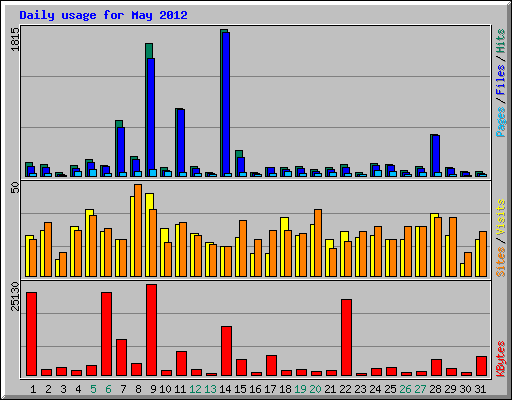 Daily usage for May 2012
1815
Pages / Files / Hits
50
Sites / Visits
25130
KBytes
1 2 3 4 5 6 7 8 9 10 11 12 13 14 15 16 17 18 19 20 21 22 23 24 25 26 27 28 29 30 31